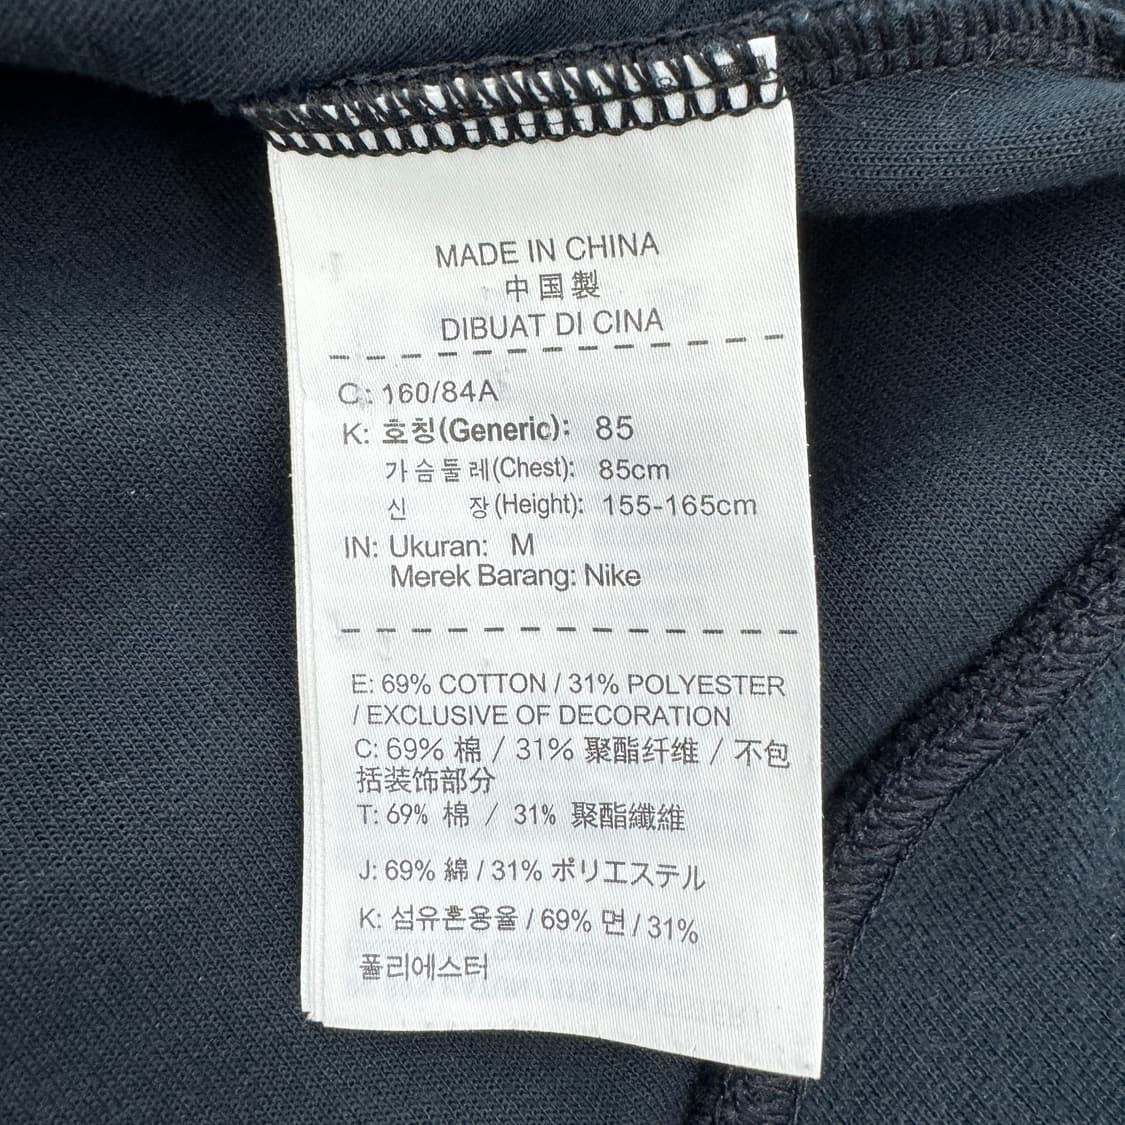 MADE IN CHINA
中国製
DIBUAT DI CINA
C: 160/84A
K: 호칭(Generic): 85
가슴둘레(Chest): 85cm
신 장(Height): 155-165cm
IN: Ukuran: M
Merek Barang: Nike
E: 69% COTTON / 31% POLYESTER
/ EXCLUSIVE OF DECORATION
C: 69% 棉 / 31% 聚酯纤维 / 不包
括装饰部分
T: 69% 棉 / 31% 聚酯纖維
J: 69% 綿 / 31% ポリエステル
K: 섬유혼용율 / 69% 면 / 31%
폴리에스터